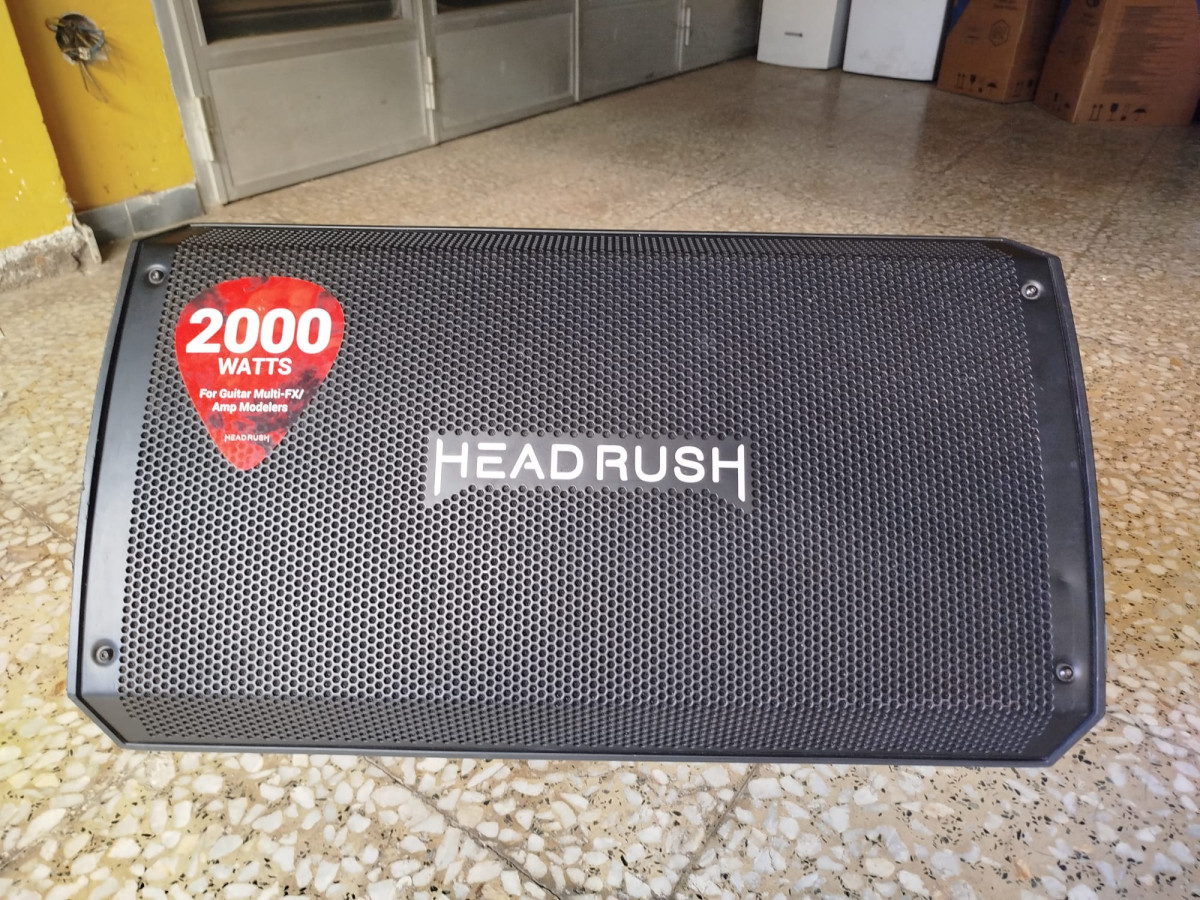 2000
WATTS
For Guitar Multi-FX/
Amp Modelers
HEADRUSH
HEADRUSH